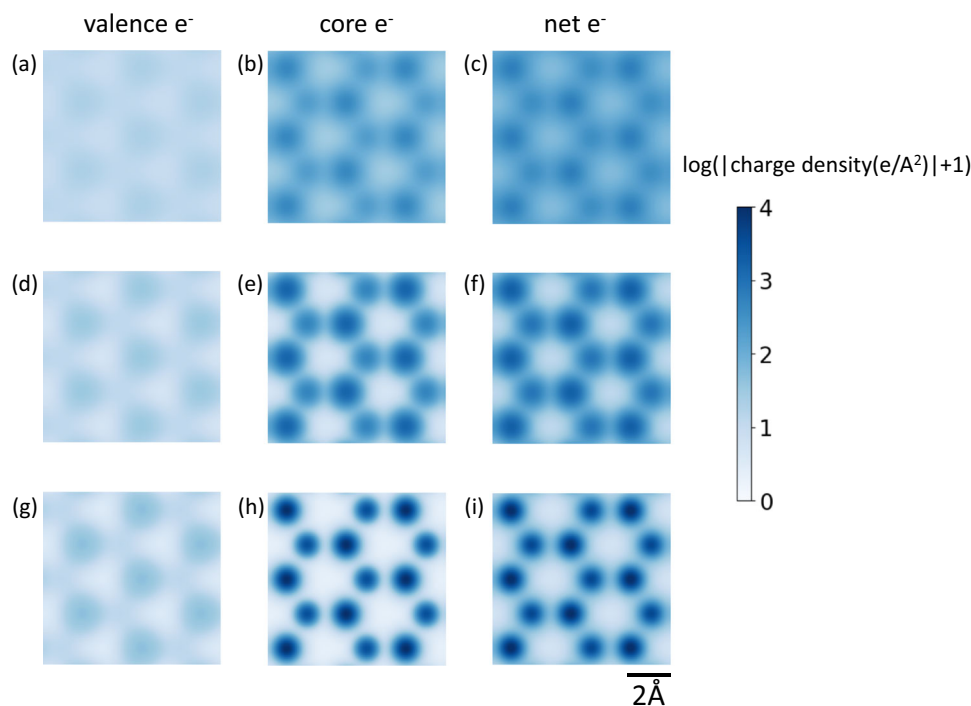 valence e⁻ core e⁻ net e⁻
(a) (b) (c)
log(|charge density(e/A²)|+1)
4
3
2
1
0
(d) (e) (f)
(g) (h) (i)
2Å